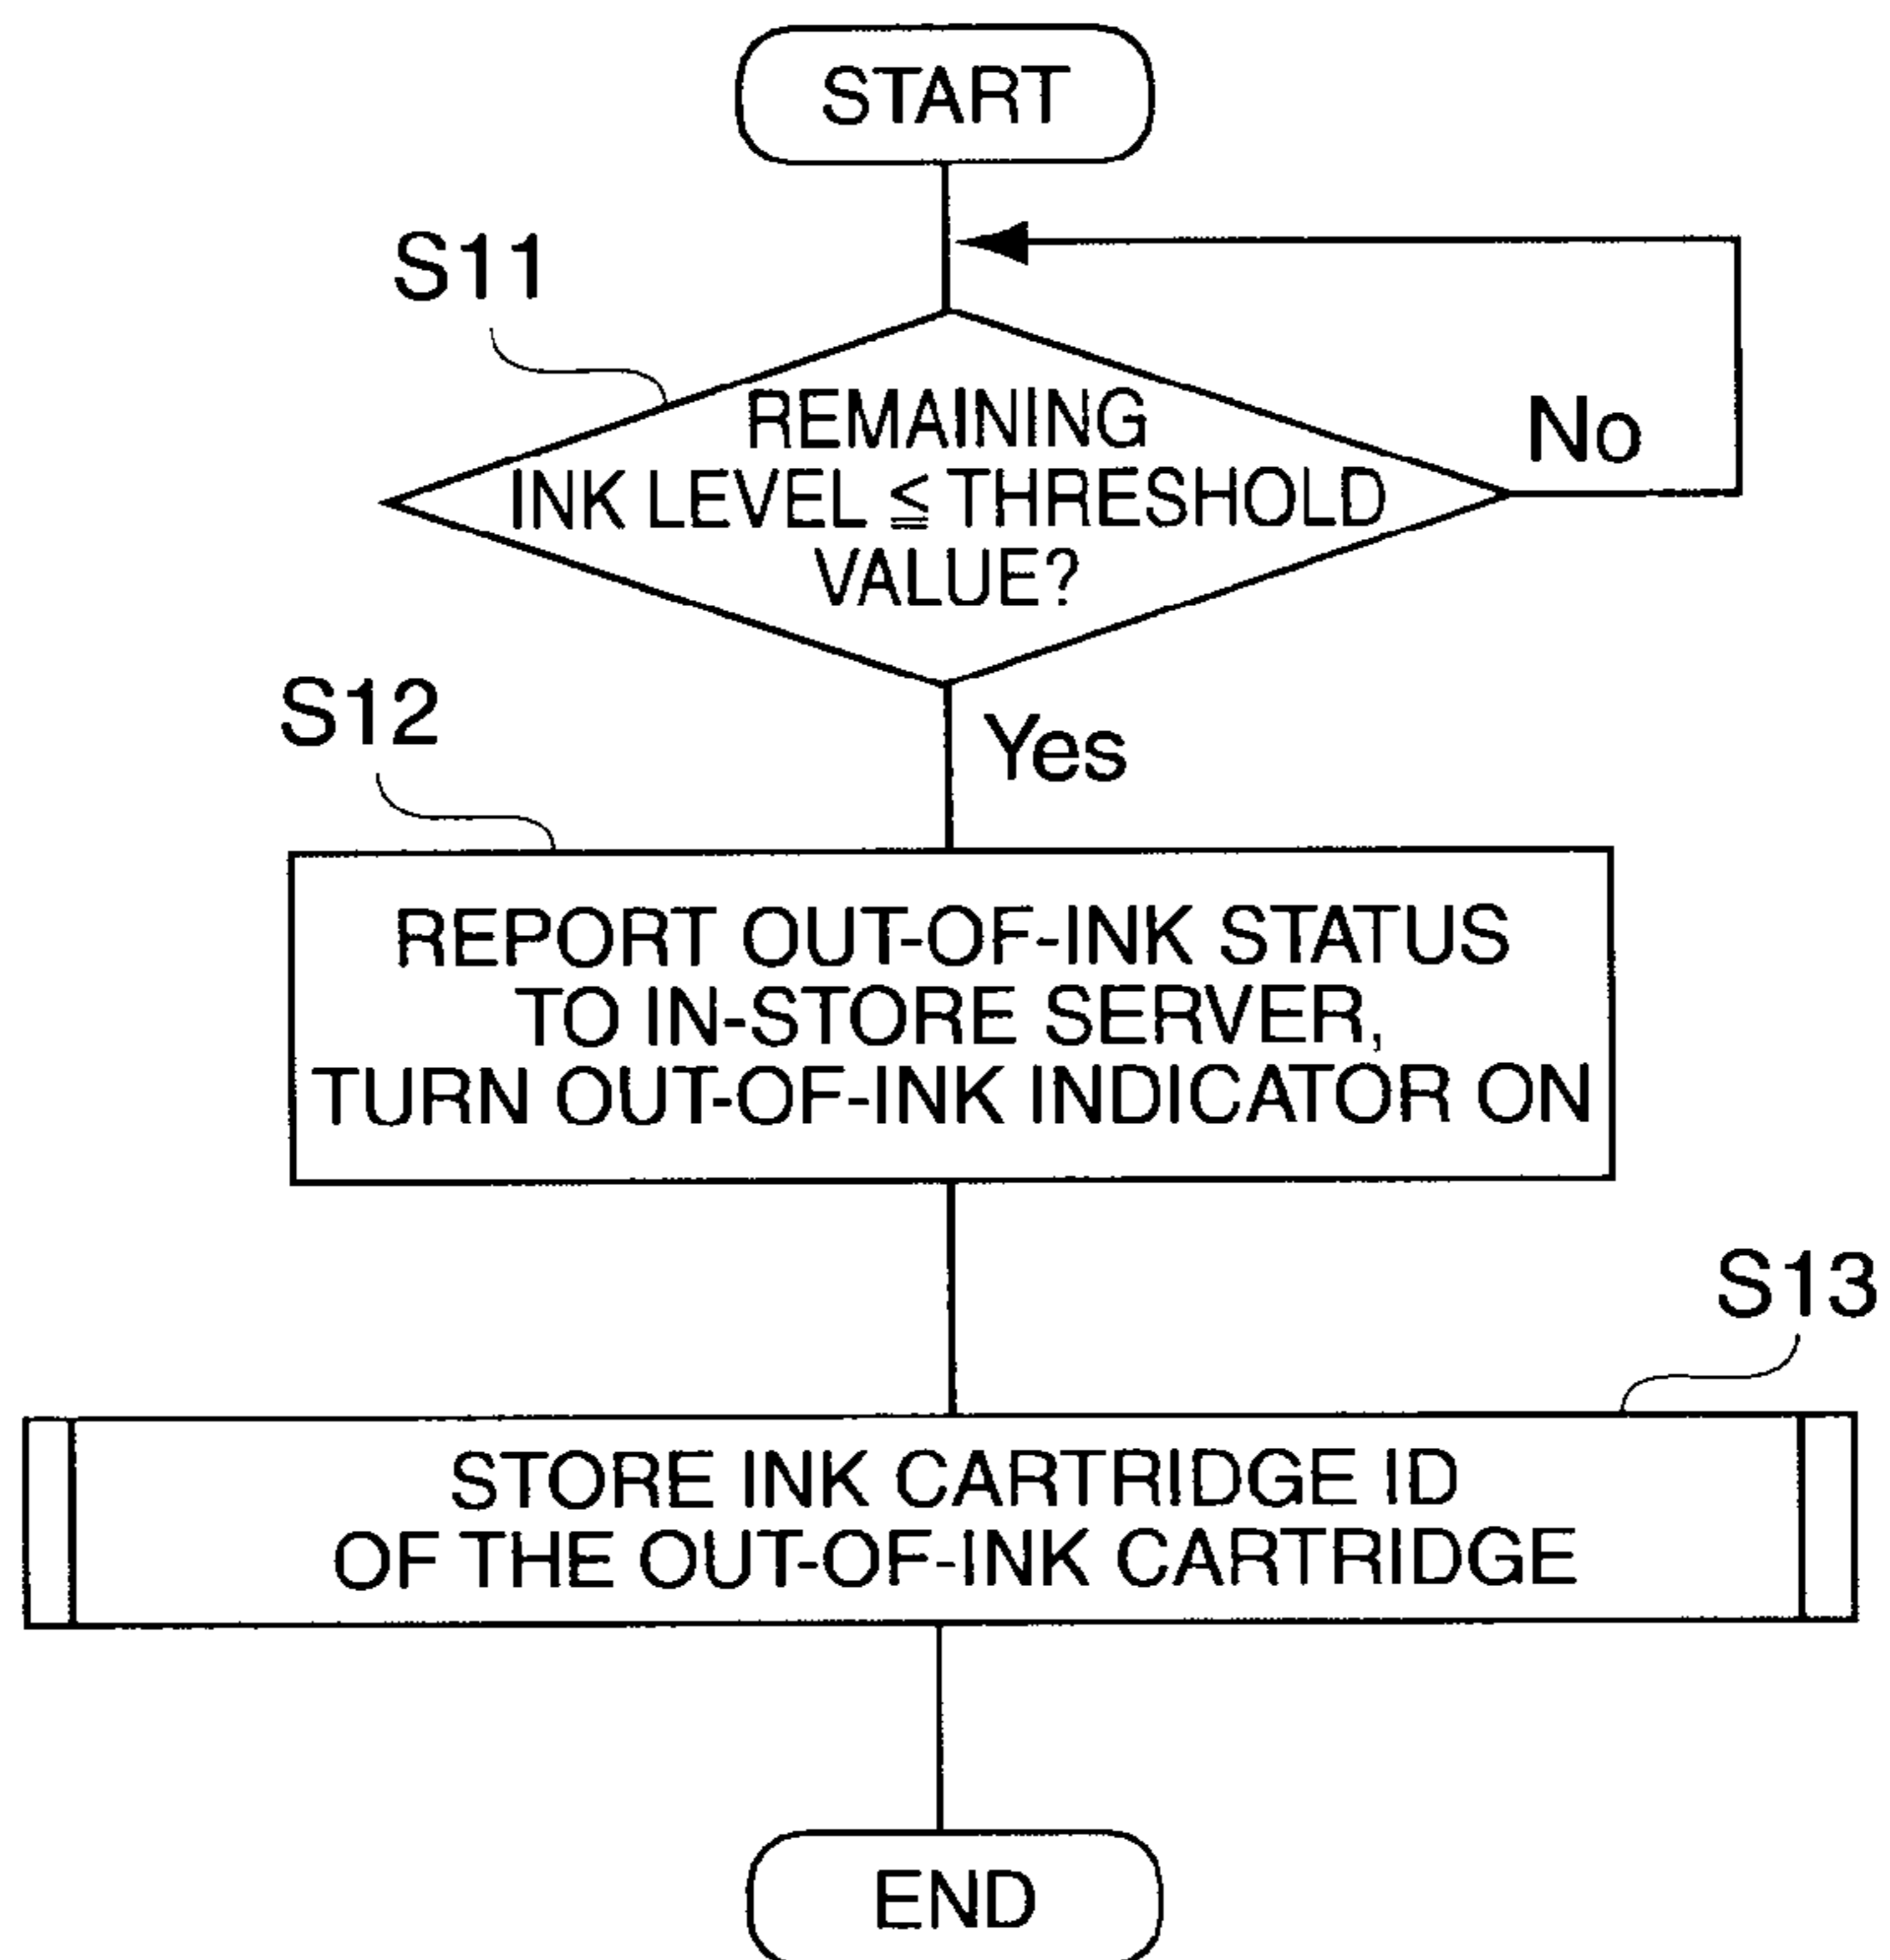 START
S11
REMAINING
INK LEVEL ≦ THRESHOLD
VALUE?
No
Yes
S12
REPORT OUT-OF-INK STATUS
TO IN-STORE SERVER,
TURN OUT-OF-INK INDICATOR ON
S13
STORE INK CARTRIDGE ID
OF THE OUT-OF-INK CARTRIDGE
END